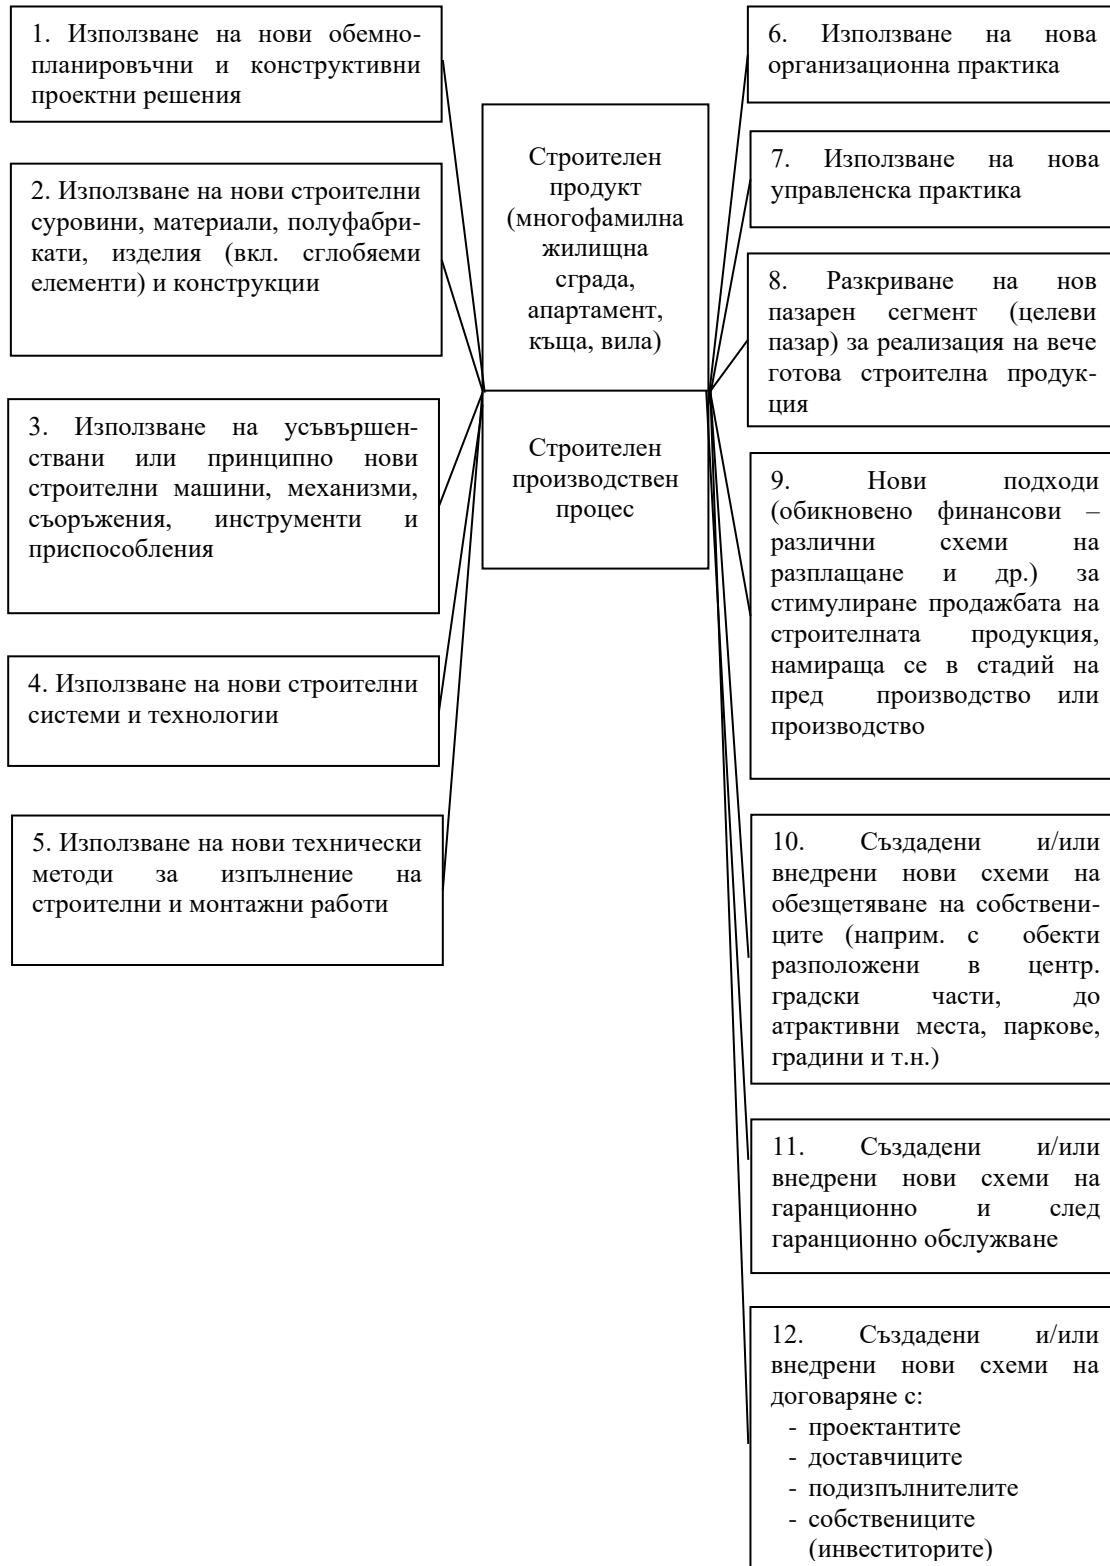 1. Използване на нови обемно-
планировъчни и конструктивни
проектни решения
2. Използване на нови строителни
суровини, материали, полуфабри-
кати, изделия (вкл. сглобяеми
елементи) и конструкции
3. Използване на усъвършен-
ствани или принципно нови
строителни машини, механизми,
съоръжения, инструменти и
приспособления
4. Използване на нови строителни
системи и технологии
5. Използване на нови технически
методи за изпълнение на
строителни и монтажни работи
Строителен
продукт
(многофамилна
жилищна
сграда,
апартамент,
къща, вила)
Строителен
производствен
процес
6. Използване на нова
организационна практика
7. Използване на нова
управленска практика
8. Разкриване на нов
пазарен сегмент (целеви
пазар) за реализация на вече
готова строителна продук-
ция
9. Нови подходи
(обикновено финансови –
различни схеми на
разплащане и др.) за
стимулиране продажбата на
строителната продукция,
намираща се в стадий на
пред производство или
производство
10. Създадени и/или
внедрени нови схеми на
обезщетяване на собствени-
ците (наприм. с обекти
разположени в центр.
градски части, до
атрактивни места, паркове,
градини и т.н.)
11. Създадени и/или
внедрени нови схеми на
гаранционно и след
гаранционно обслужване
12. Създадени и/или
внедрени нови схеми на
договаряне с:
- проектантите
- доставчиците
- подизпълнителите
- собствениците
(инвеститорите)